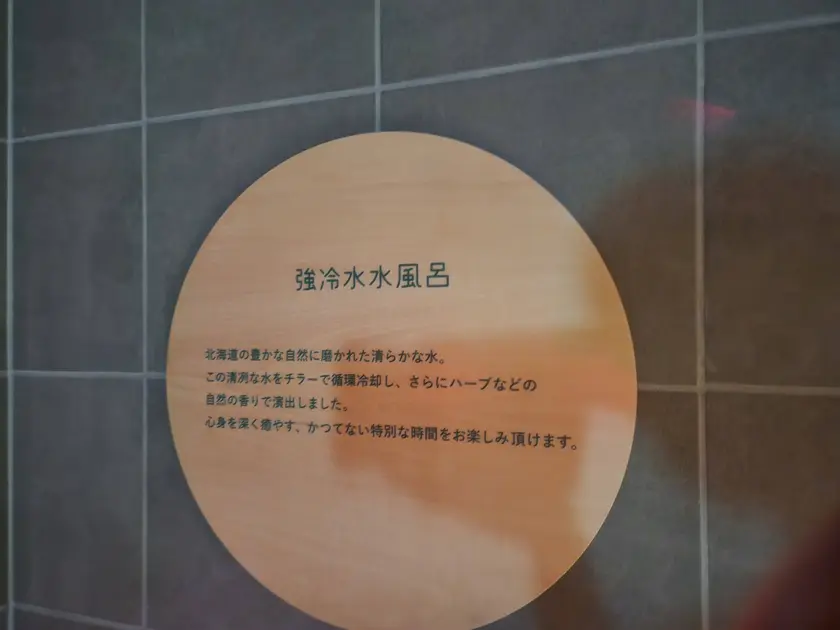 強冷水水風呂
北海道の豊かな自然に磨かれた清らかな水。
この清冽な水をチラーで循環冷却し、さらにハーブなどの
自然の香りで演出しました。
心身を深く癒やす、かつてない特別な時間をお楽しみ頂けます。